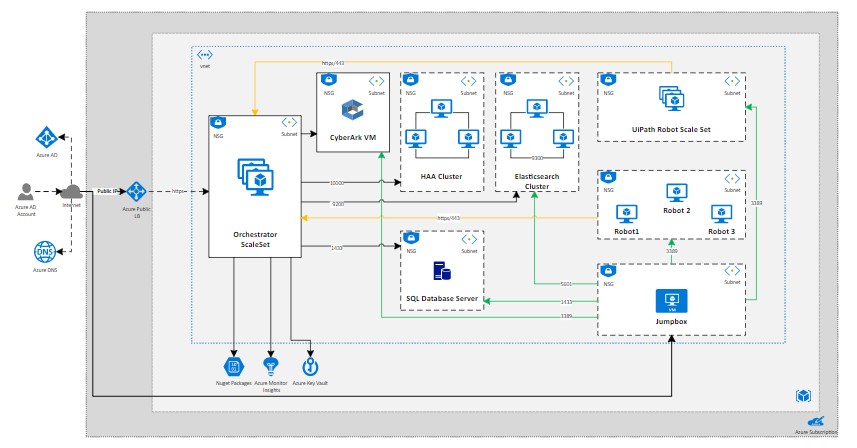 vnet
https/443
NSG
Subnet
CyberArk VM
NSG
Subnet
HAA Cluster
NSG
Subnet
9300
Elasticsearch
Cluster
NSG
Subnet
UiPath Robot Scale Set
NSG
Subnet
Orchestrator
ScaleSet
Azure AD
Azure AD
Account
Internet
Public IP
Azure Public
LB
https
Azure DNS
10000
9200
https/443
1433
NSG
Subnet
Robot 2
Robot1
Robot 3
3389
3389
NSG
Subnet
SQL Database Server
5601
1433
3389
NSG
Subnet
VM
Jumpbox
Nuget Packages
Azure Monitor
Insights
Azure Key Vault
Azure Subscription